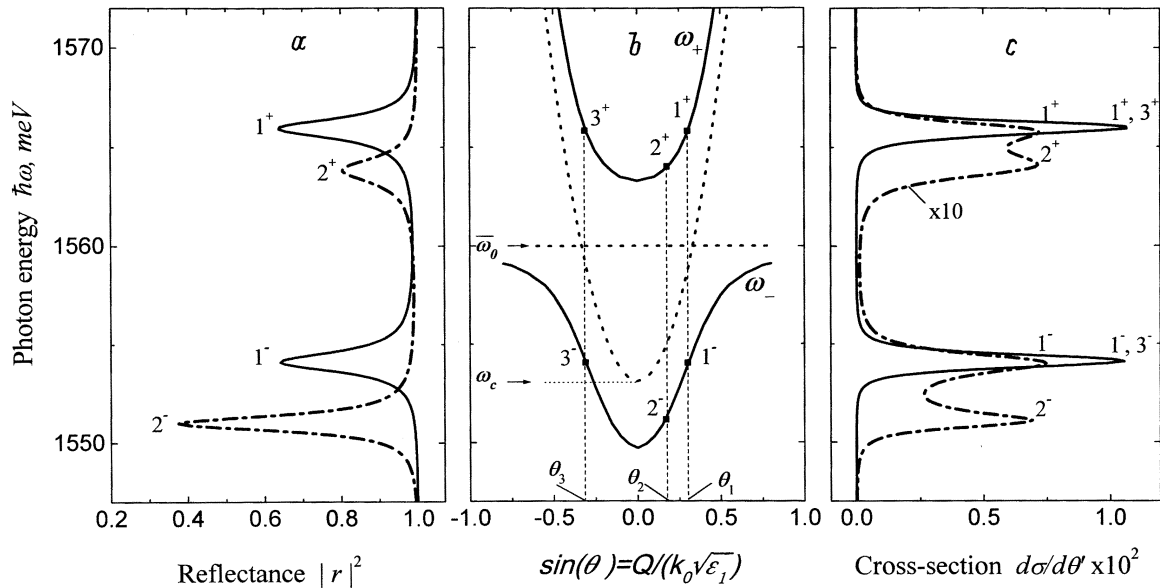 Photon energy ħω, meV
1570
1560
1550
a
1⁺
2⁺
1⁻
2⁻
0.2
0.4
0.6
0.8
1.0
Reflectance |r|²
b
ω₊
3⁺
1⁺
2⁺
ω̅₀
ω₋
3⁻
1⁻
ω_c
2⁻
θ₃
θ₂
θ₁
-1.0
-0.5
0.0
0.5
1.0
sin(θ)=Q/(k₀√ε₁)
c
1⁺
1⁺, 3⁺
2⁺
x10
1⁻
1⁻, 3⁻
2⁻
0.0
0.5
1.0
Cross-section dσ/dθ' x10²